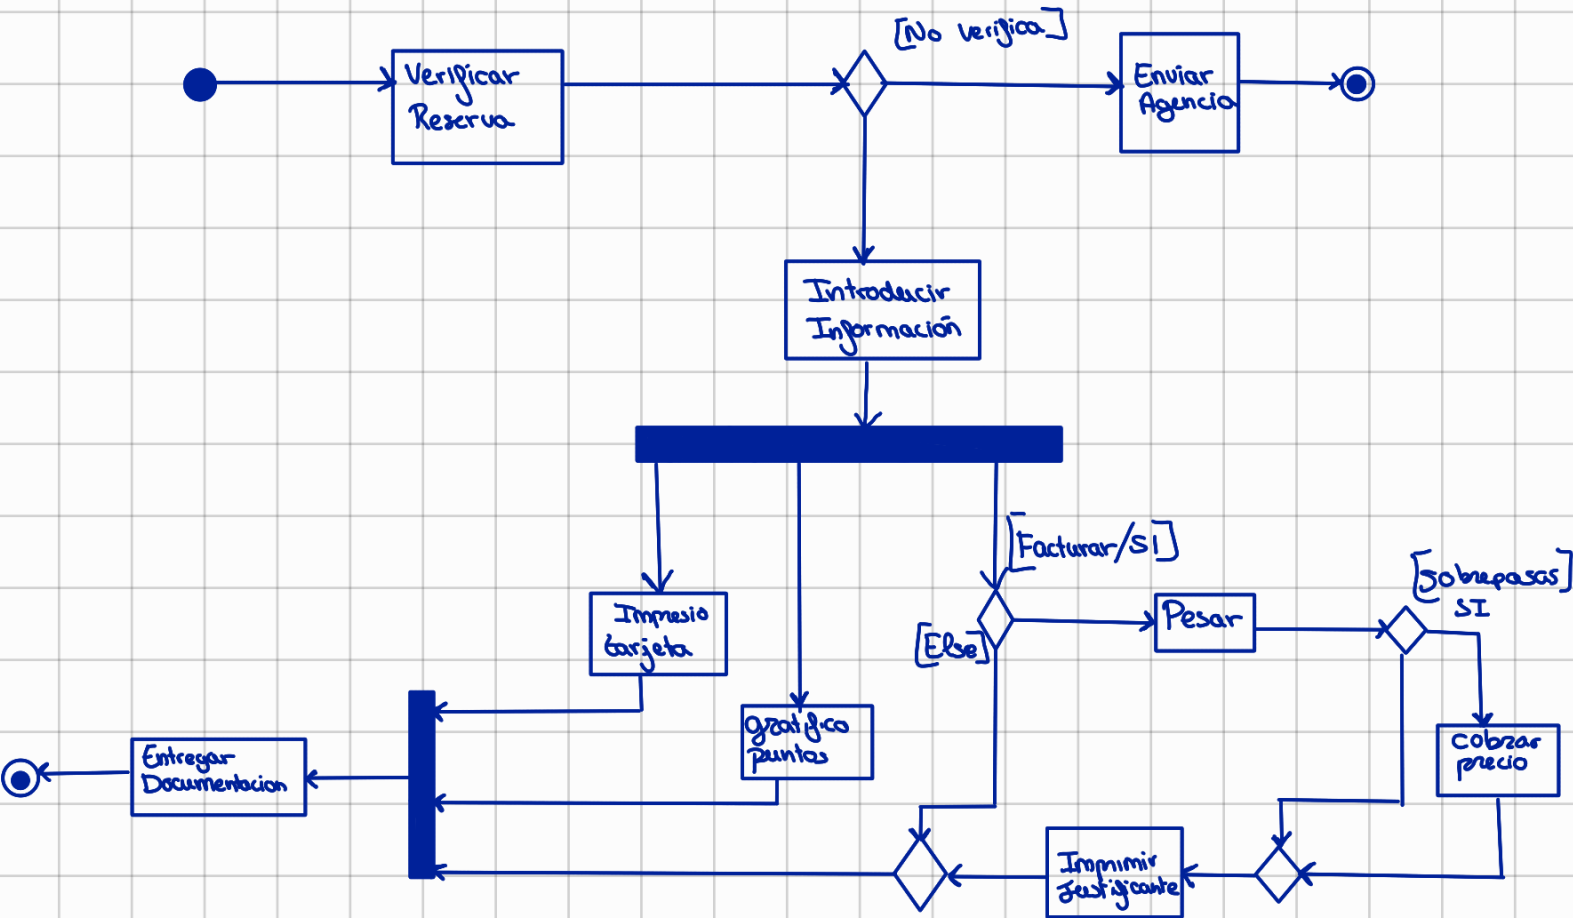 [No verifica]
Verificar
Reserva
Enviar
Agencia
Introducir
Información
[Facturar/SI]
[Sobrepasas]
SI
Impresio
tarjeta
[Else]
Pesar
gratifico
puntos
Cobrar
precio
Entregar
Documentacion
Imprimir
Justificante